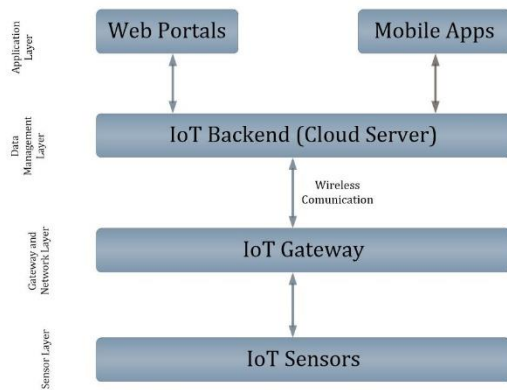 Application
Layer
Web Portals
Mobile Apps
Data
Management
Layer
IoT Backend (Cloud Server)
Wireless
Comunication
Gateway and
Network Layer
IoT Gateway
Sensor Layer
IoT Sensors